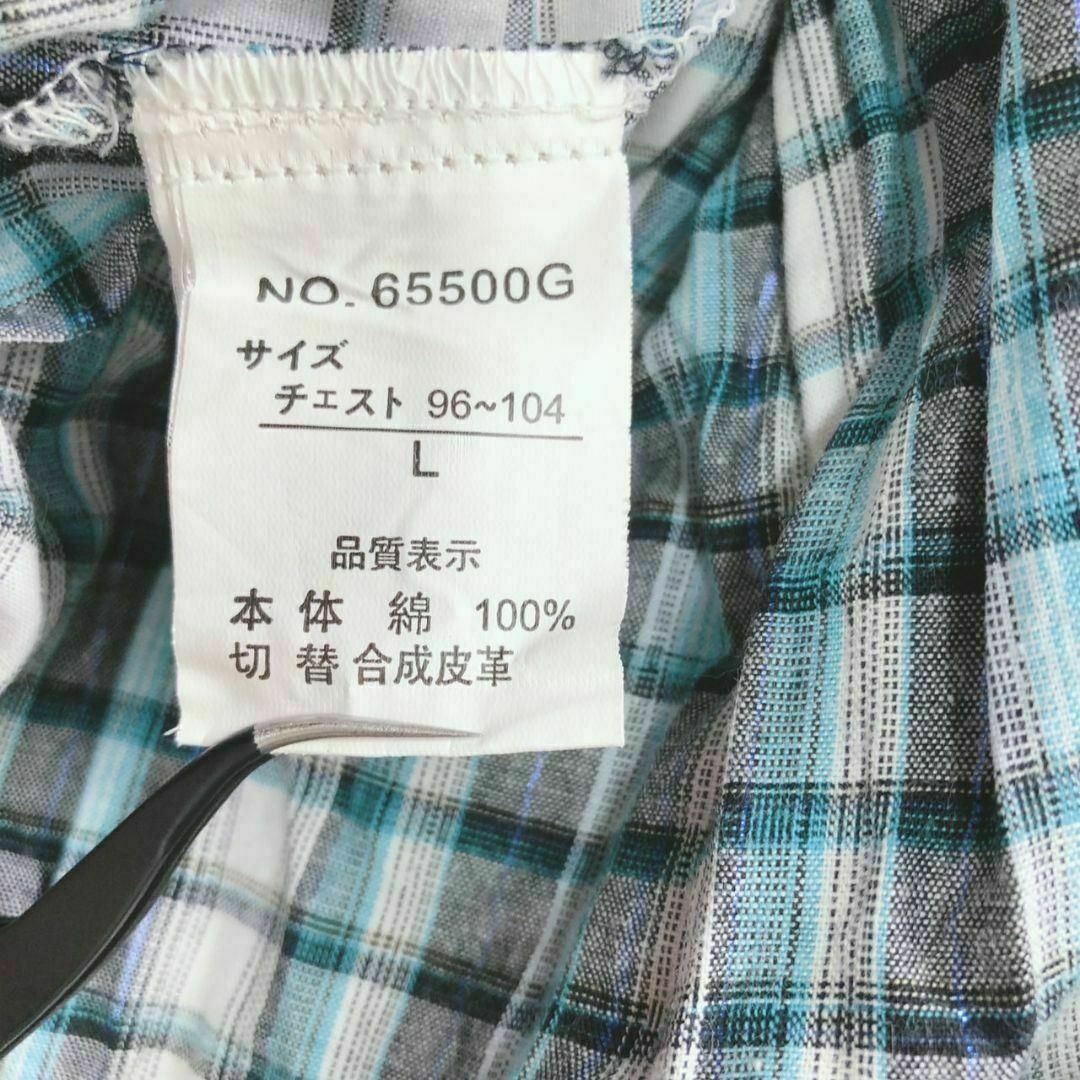 NO. 65500G
サイズ
チェスト 96~104
L
品質表示
本体 綿 100%
切替 合成皮革